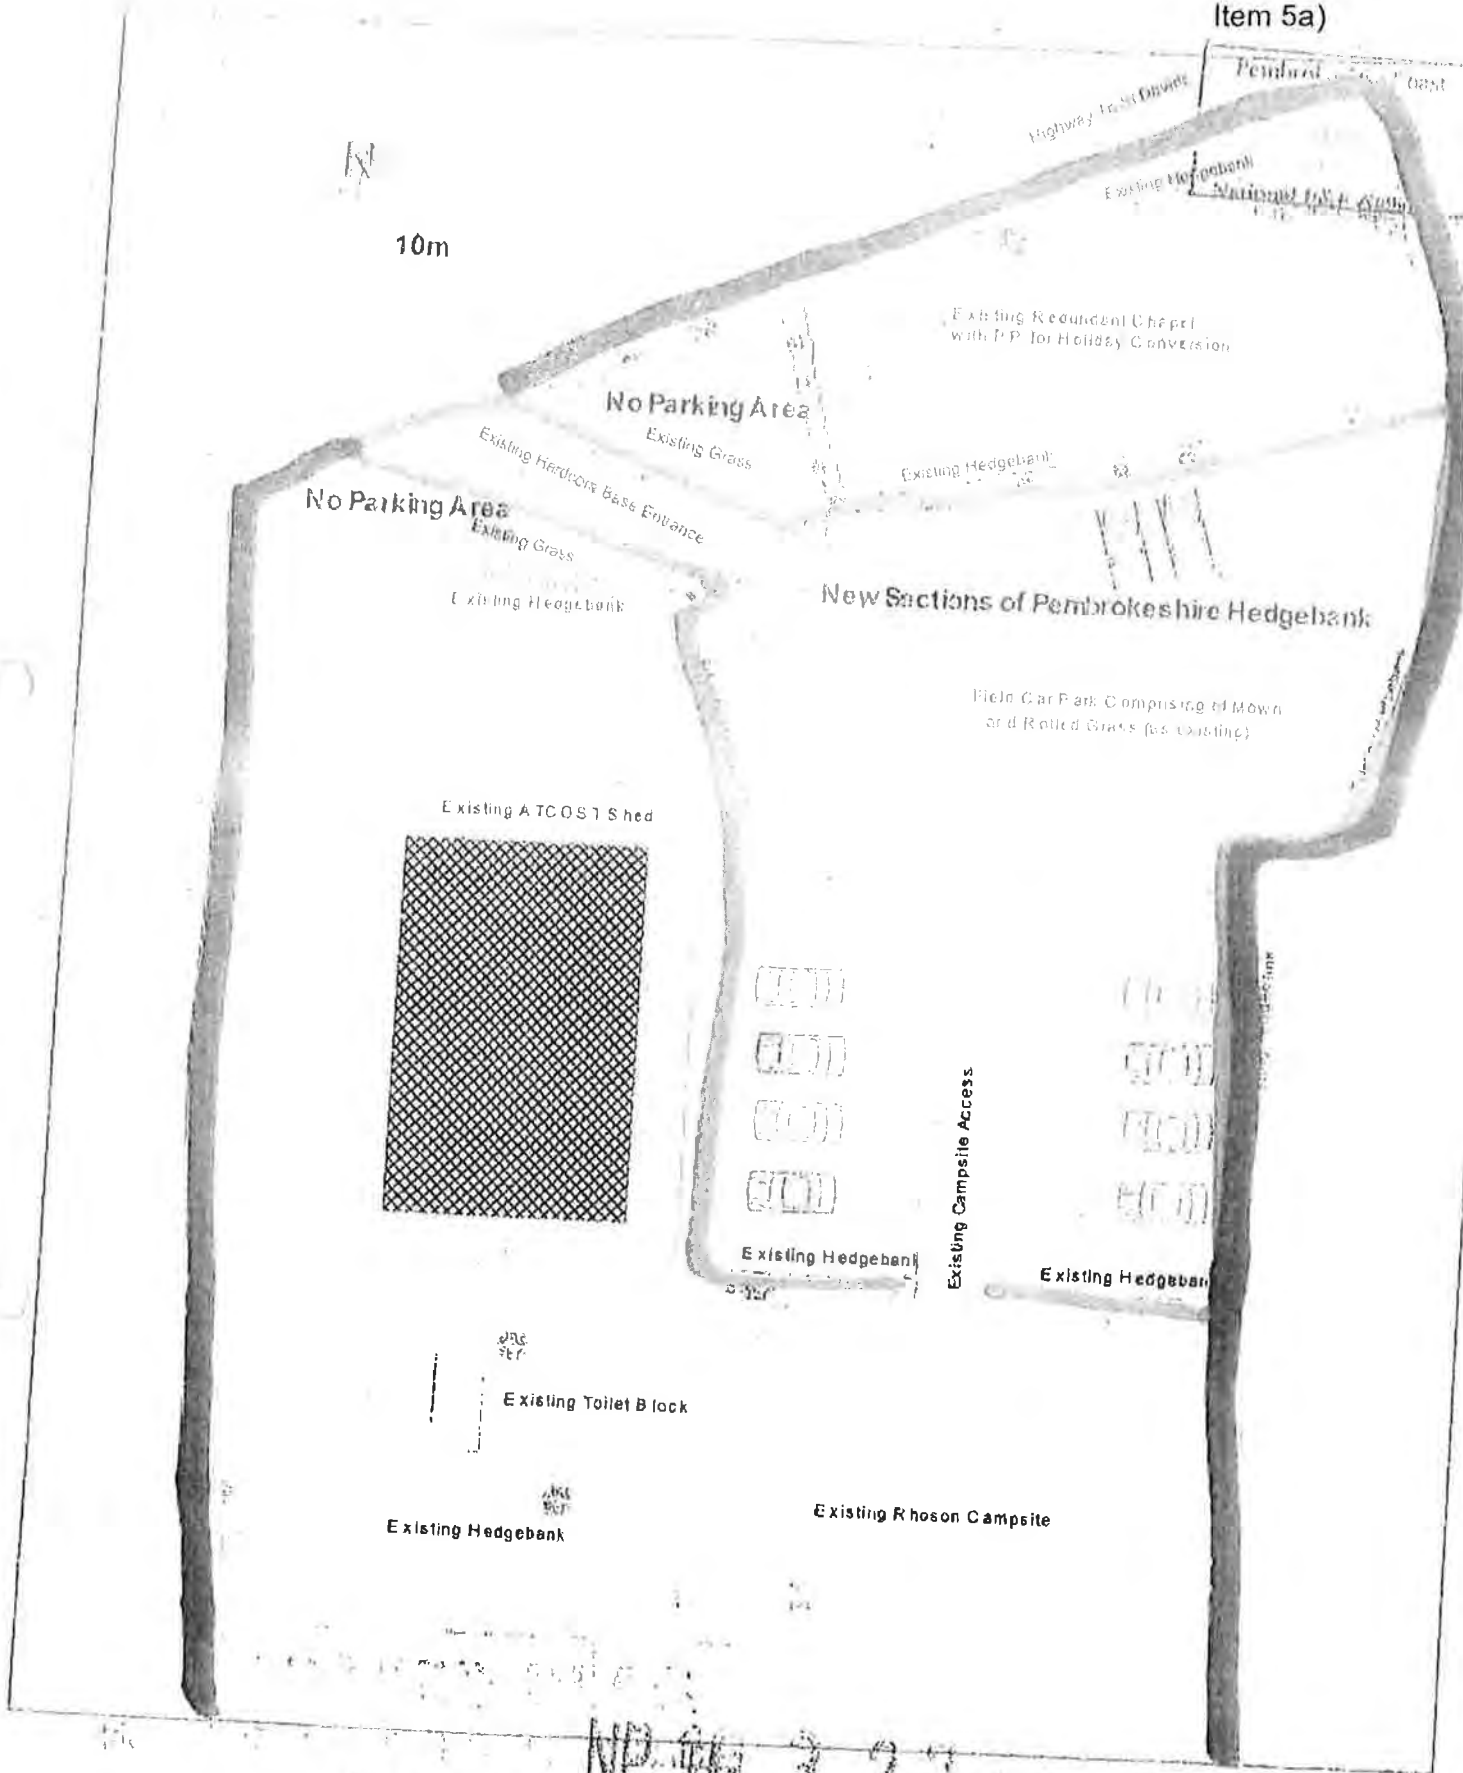 Item 5a)
Highway From
Existing Hedgebank
National Park
10m
Existing Redundant Chapel
with P.P. for Holiday Conversion
No Parking Area
Existing Grass
Existing Hedgebank
Existing Hardcore Base Entrance
No Parking Area
Existing Grass
Existing Hedgebank
New Sections of Pembrokeshire Hedgebank
Field Car Park Comprising of Mown
and Rolled Grass (as existing)
Existing ATCOST Shed
Existing Campsite Access
Existing Hedgebank
Existing Hedgeban
Existing Toilet Block
Existing Hedgebank
Existing Rhoson Campsite